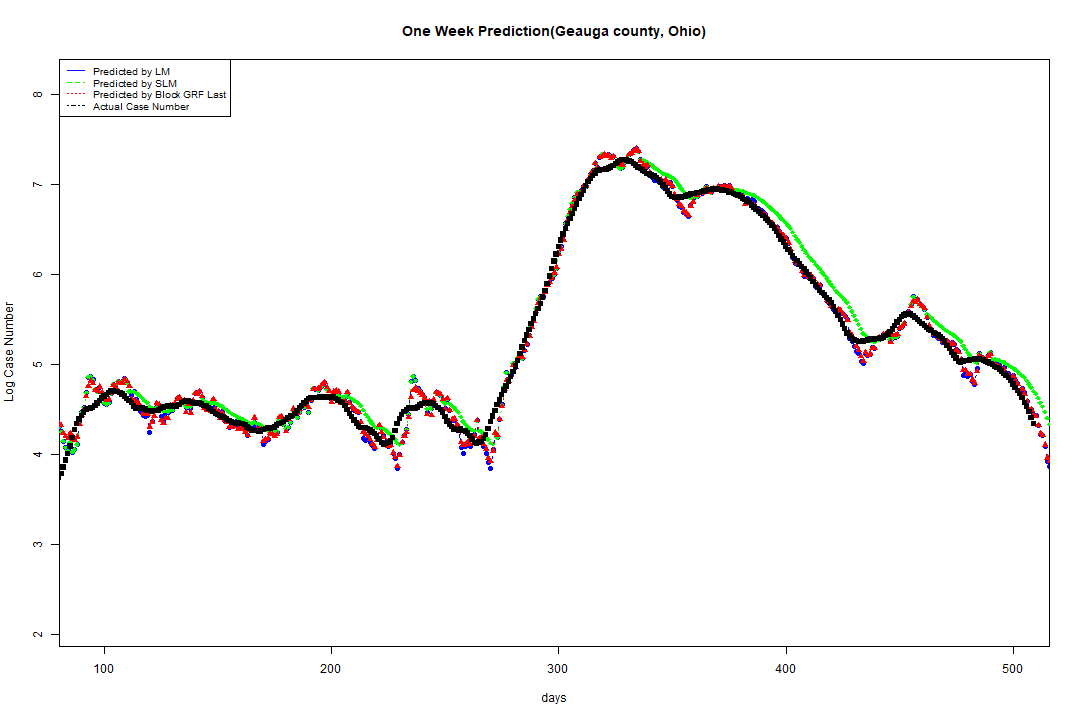 One Week Prediction(Geauga county, Ohio)
Predicted by LM
Predicted by SLM
Predicted by Block GRF Last
Actual Case Number
8
7
6
5
4
3
2
Log Case Number
100 200 300 400 500
days